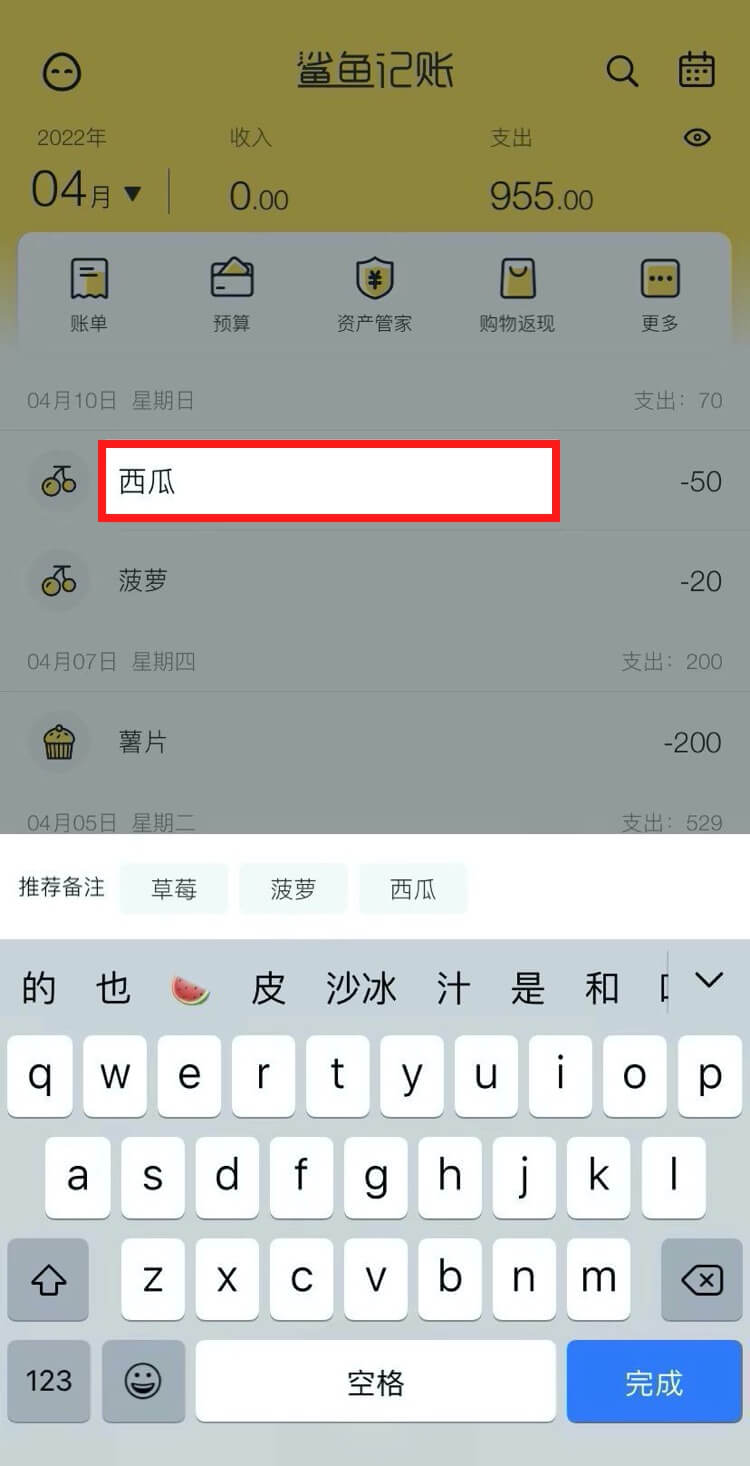 鲨鱼记账
2022年 收入 支出
04月▼ 0.00 955.00
账单 预算 资产管家 购物返现 更多
04月10日 星期日 支出：70
西瓜 -50
菠萝 -20
04月07日 星期四 支出：200
薯片 -200
04月05日 星期二 支出：529
推荐备注 草莓 菠萝 西瓜
的 也 🍉 皮 沙冰 汁 是 和
q w e r t y u i o p
a s d f g h j k l
z x c v b n m
123 空格 完成